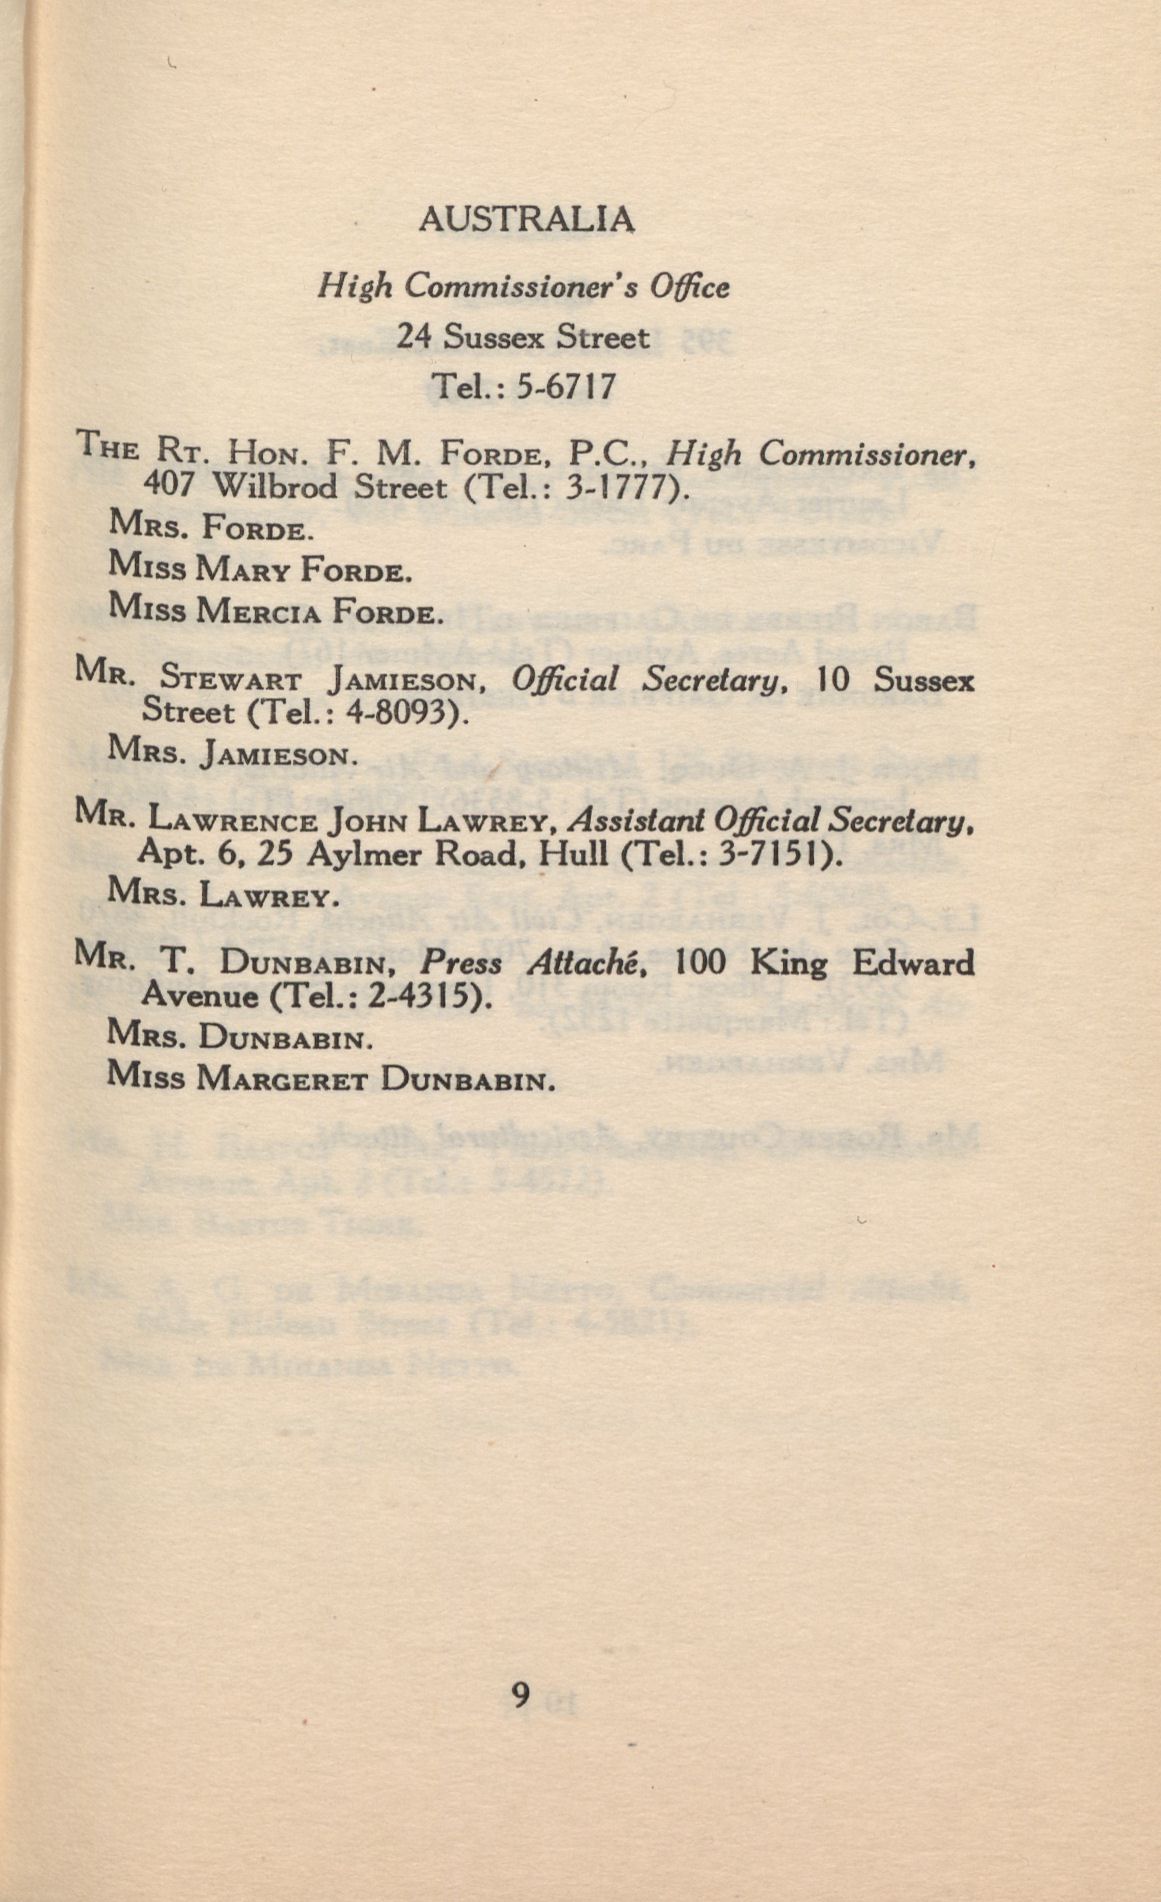 AUSTRALIA
High Commissioner's Office
24 Sussex Street
Tel.: 5-6717
THE RT. HON. F. M. FORDE, P.C., High Commissioner,
407 Wilbrod Street (Tel.: 3-1777).
MRS. FORDE.
MISS MARY FORDE.
MISS MERCIA FORDE.
MR. STEWART JAMIESON, Official Secretary, 10 Sussex
Street (Tel.: 4-8093).
MRS. JAMIESON.
MR. LAWRENCE JOHN LAWREY, Assistant Official Secretary,
Apt. 6, 25 Aylmer Road, Hull (Tel.: 3-7151).
MRS. LAWREY.
MR. T. DUNBABIN, Press Attaché, 100 King Edward
Avenue (Tel.: 2-4315).
MRS. DUNBABIN.
MISS MARGERET DUNBABIN.
9